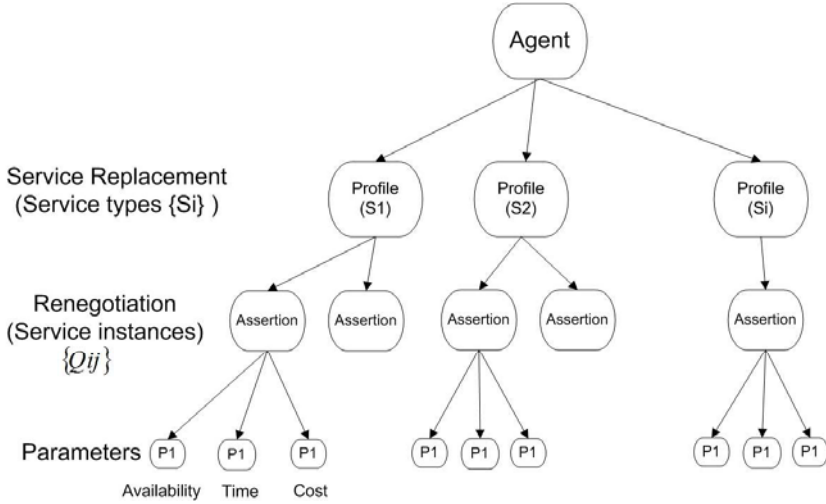 Agent
Service Replacement
(Service types {Si} )
Profile
(S1)
Profile
(S2)
Profile
(Si)
Renegotiation
(Service instances)
{Qij}
Assertion
Assertion
Assertion
Assertion
Assertion
Parameters
P1
P1
P1
P1
P1
P1
P1
P1
P1
Availability
Time
Cost